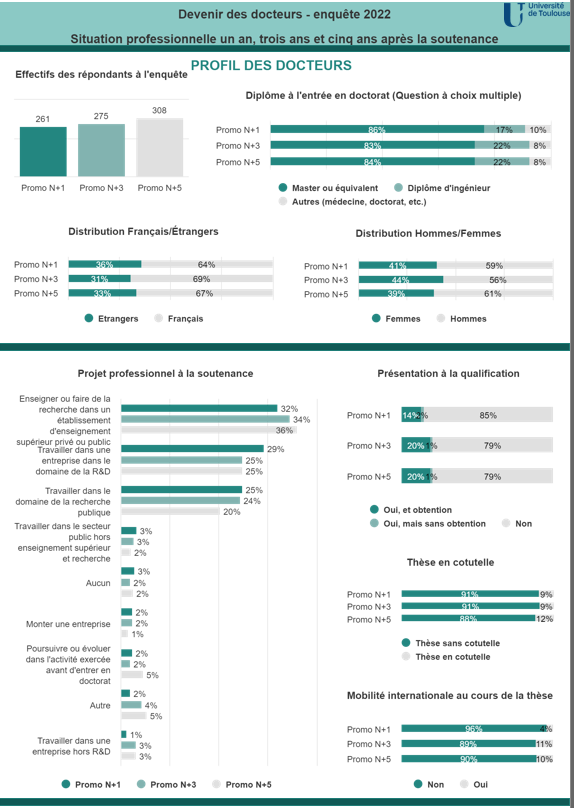 Devenir des docteurs - enquête 2022
Université
de Toulouse
Situation professionnelle un an, trois ans et cinq ans après la soutenance
PROFIL DES DOCTEURS
Effectifs des répondants à l'enquête
261
275
308
Promo N+1
Promo N+3
Promo N+5
Diplôme à l'entrée en doctorat (Question à choix multiple)
Promo N+1 86% 17% 10%
Promo N+3 83% 22% 8%
Promo N+5 84% 22% 8%
Master ou équivalent
Diplôme d'ingénieur
Autres (médecine, doctorat, etc.)
Distribution Français/Étrangers
Promo N+1 36% 64%
Promo N+3 31% 69%
Promo N+5 33% 67%
Etrangers
Français
Distribution Hommes/Femmes
Promo N+1 41% 59%
Promo N+3 44% 56%
Promo N+5 39% 61%
Femmes
Hommes
Projet professionnel à la soutenance
Enseigner ou faire de la
recherche dans un
établissement
d'enseignement
supérieur privé ou public
32%
34%
36%
Travailler dans une
entreprise dans le
domaine de la R&D
29%
25%
25%
Travailler dans le
domaine de la recherche
publique
25%
24%
20%
Travailler dans le secteur
public hors
enseignement supérieur
et recherche
3%
3%
2%
Aucun
3%
2%
2%
Monter une entreprise
2%
2%
1%
Poursuivre ou évoluer
dans l'activité exercée
avant d'entrer en
doctorat
2%
2%
5%
Autre
2%
4%
5%
Travailler dans une
entreprise hors R&D
1%
3%
3%
Promo N+1
Promo N+3
Promo N+5
Présentation à la qualification
Promo N+1 14% 2% 85%
Promo N+3 20% 1% 79%
Promo N+5 20% 1% 79%
Oui, et obtention
Oui, mais sans obtention
Non
Thèse en cotutelle
Promo N+1 91% 9%
Promo N+3 91% 9%
Promo N+5 88% 12%
Thèse sans cotutelle
Thèse en cotutelle
Mobilité internationale au cours de la thèse
Promo N+1 96% 4%
Promo N+3 89% 11%
Promo N+5 90% 10%
Non
Oui